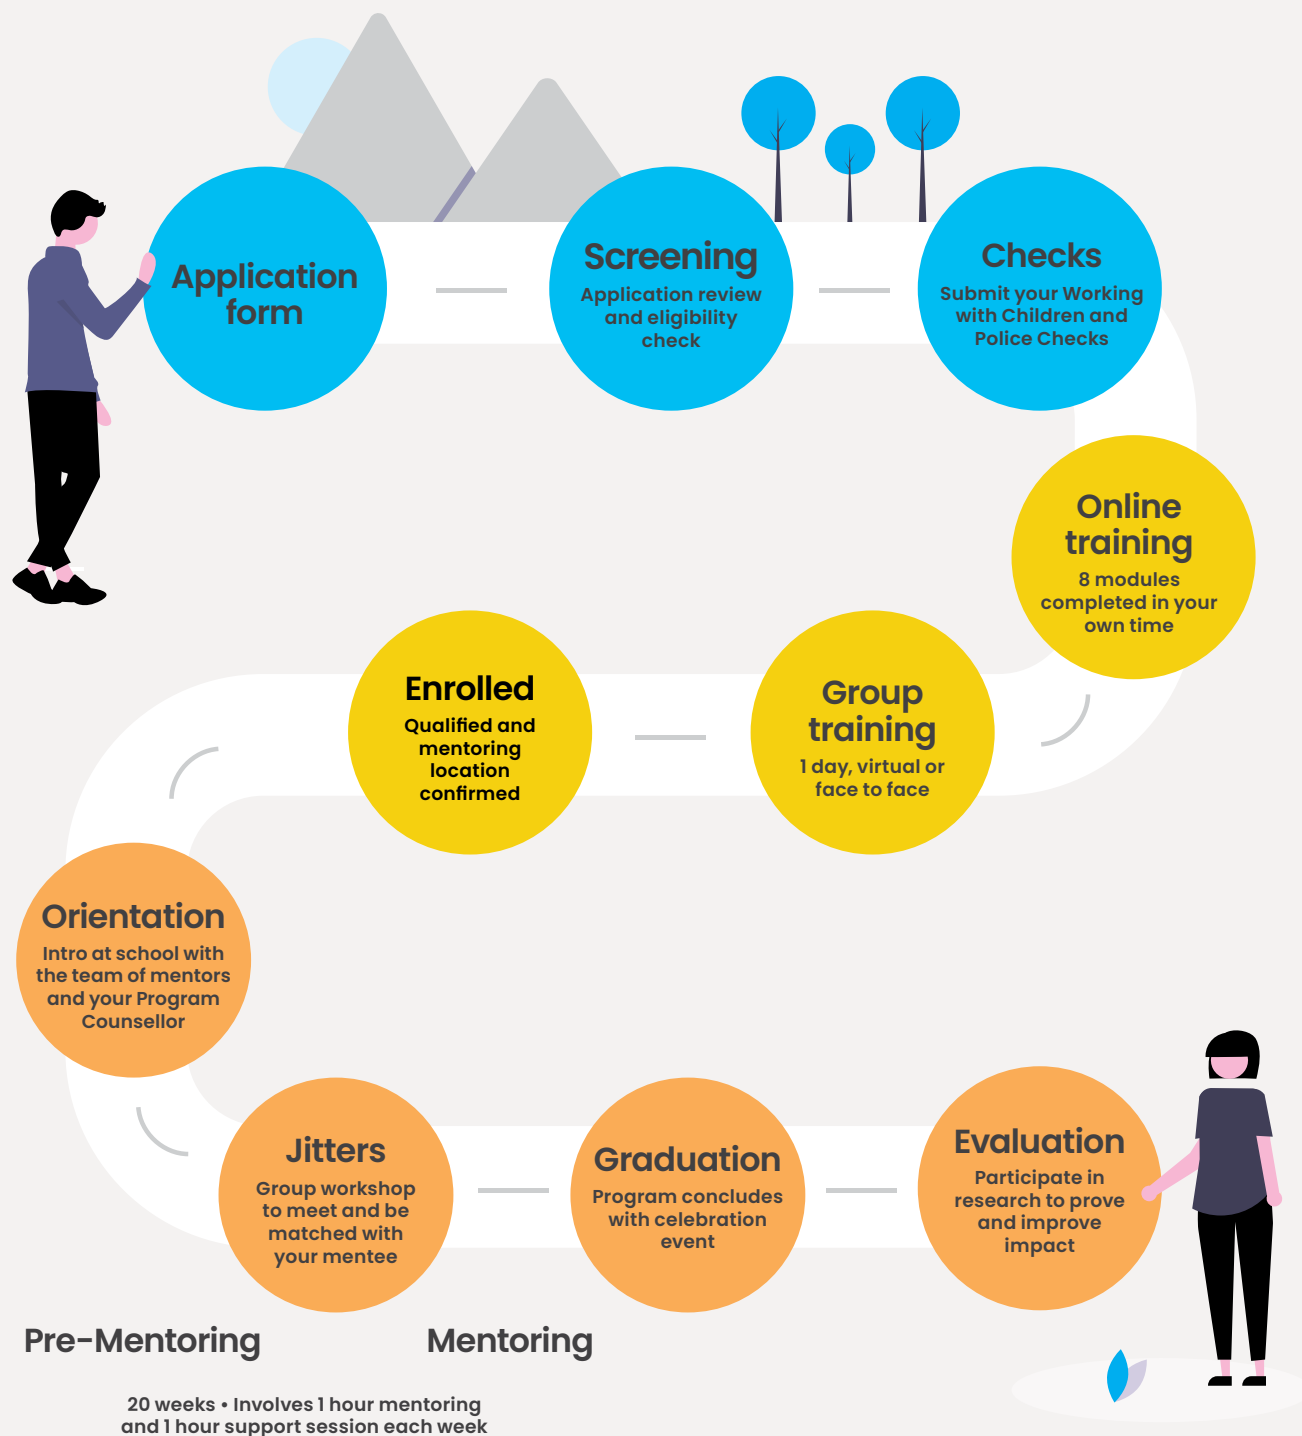 Application
form
Screening
Application review
and eligibility
check
Checks
Submit your Working
with Children and
Police Checks
Online
training
8 modules
completed in your
own time
Group
training
1 day, virtual or
face to face
Enrolled
Qualified and
mentoring
location
confirmed
Orientation
Intro at school with
the team of mentors
and your Program
Counsellor
Jitters
Group workshop
to meet and be
matched with
your mentee
Graduation
Program concludes
with celebration
event
Evaluation
Participate in
research to prove
and improve
impact
Pre-Mentoring
Mentoring
20 weeks • Involves 1 hour mentoring
and 1 hour support session each week